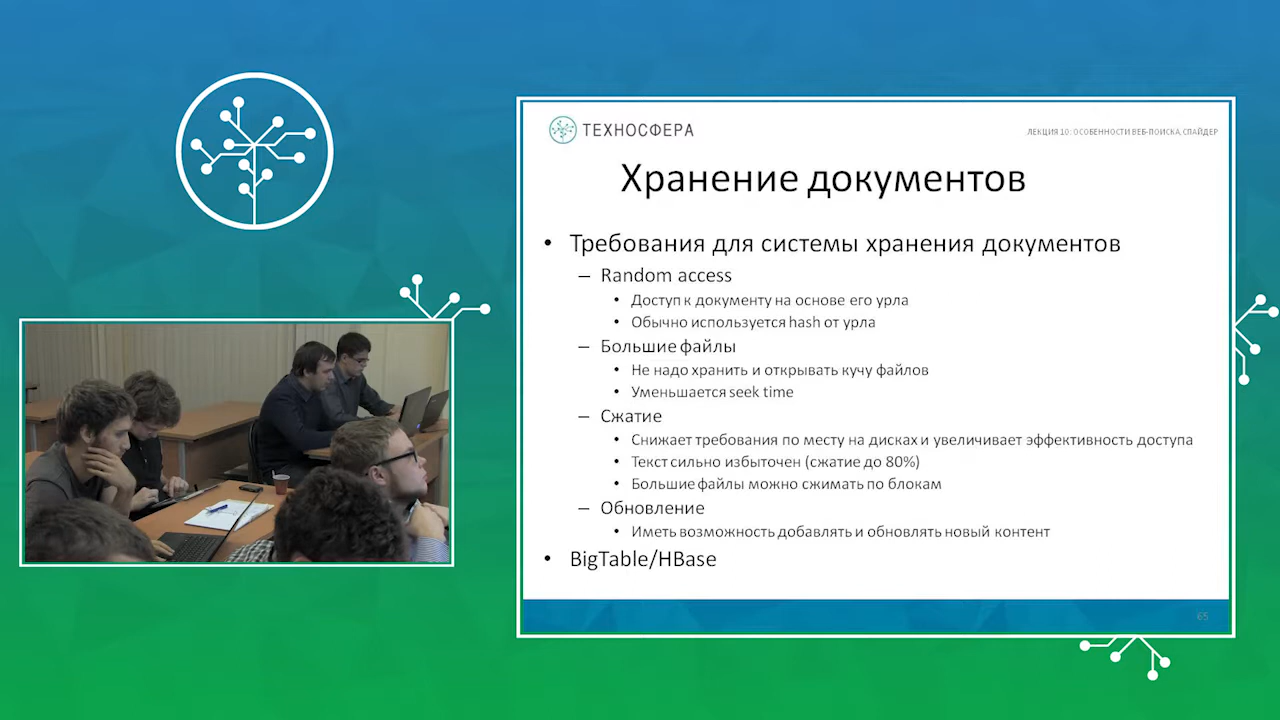 ТЕХНОСФЕРА
ЛЕКЦИЯ 10: ОСОБЕННОСТИ ВЕБ-ПОИСКА, СПАЙДЕР
Хранение документов
• Требования для системы хранения документов
– Random access
• Доступ к документу на основе его урла
• Обычно используется hash от урла
– Большие файлы
• Не надо хранить и открывать кучу файлов
• Уменьшается seek time
– Сжатие
• Снижает требования по месту на дисках и увеличивает эффективность доступа
• Текст сильно избыточен (сжатие до 80%)
• Большие файлы можно сжимать по блокам
– Обновление
• Иметь возможность добавлять и обновлять новый контент
• BigTable/HBase
65